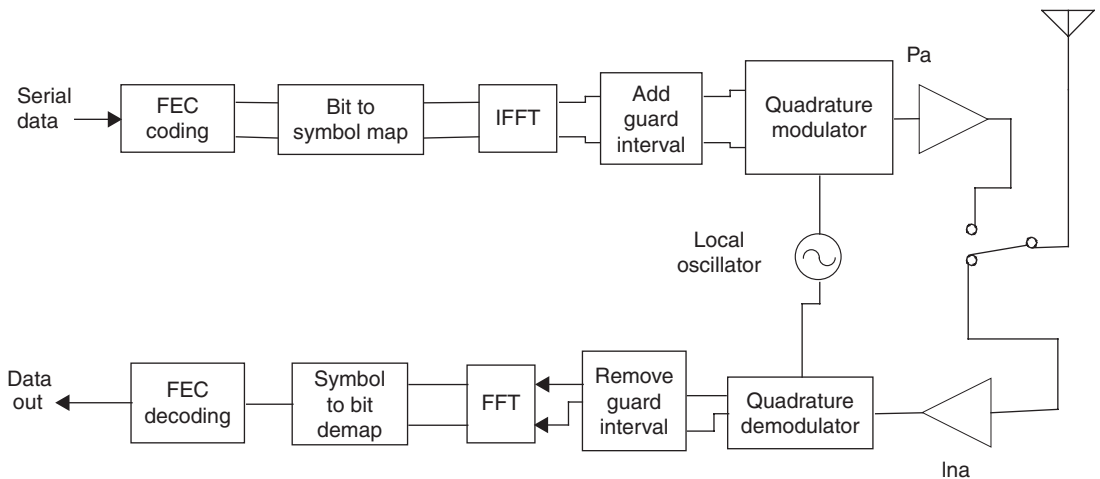 Pa
Serial
data
FEC
coding
Bit to
symbol map
IFFT
Add
guard
interval
Quadrature
modulator
Local
oscillator
Data
out
FEC
decoding
Symbol
to bit
demap
FFT
Remove
guard
interval
Quadrature
demodulator
lna